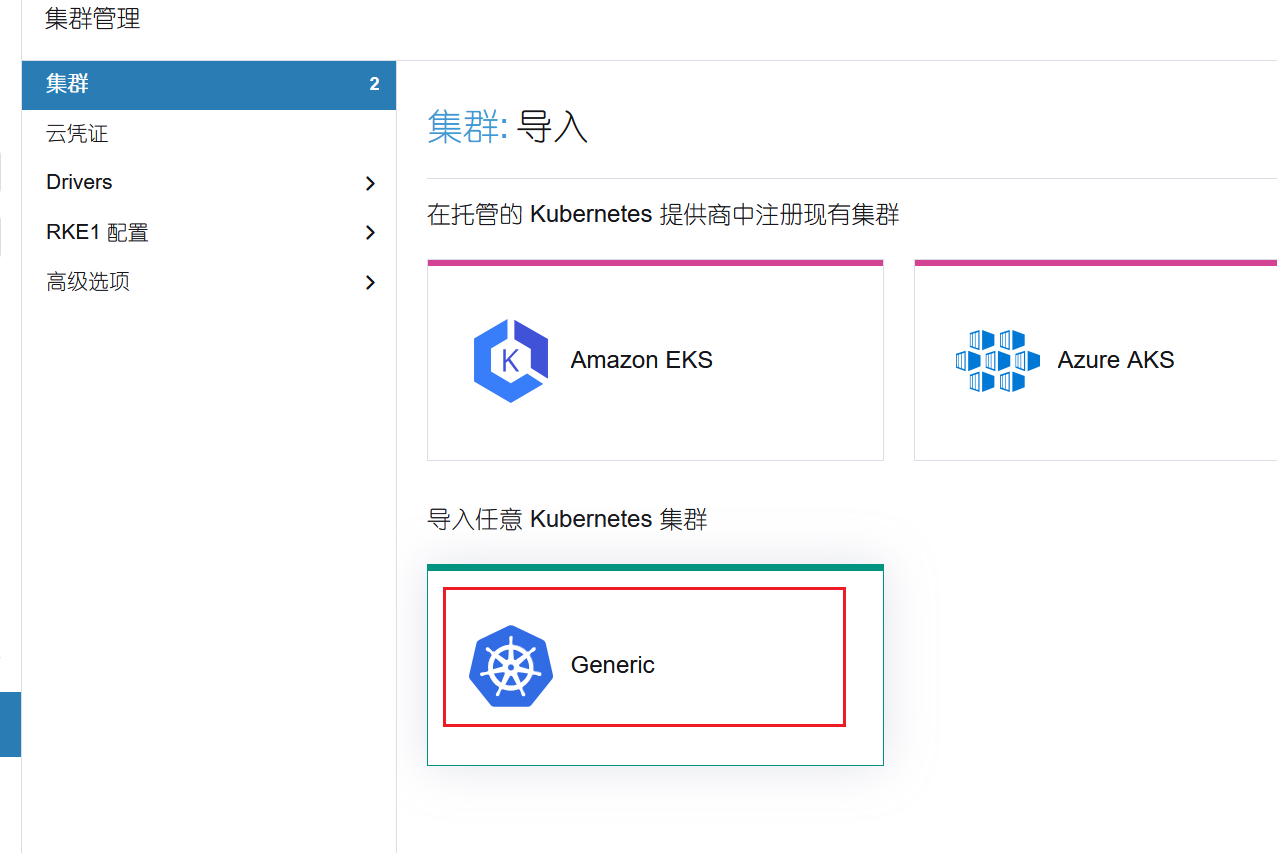 集群管理
集群 2
云凭证
Drivers
RKE1 配置
高级选项
集群: 导入
在托管的 Kubernetes 提供商中注册现有集群
K Amazon EKS
Azure AKS
导入任意 Kubernetes 集群
Generic